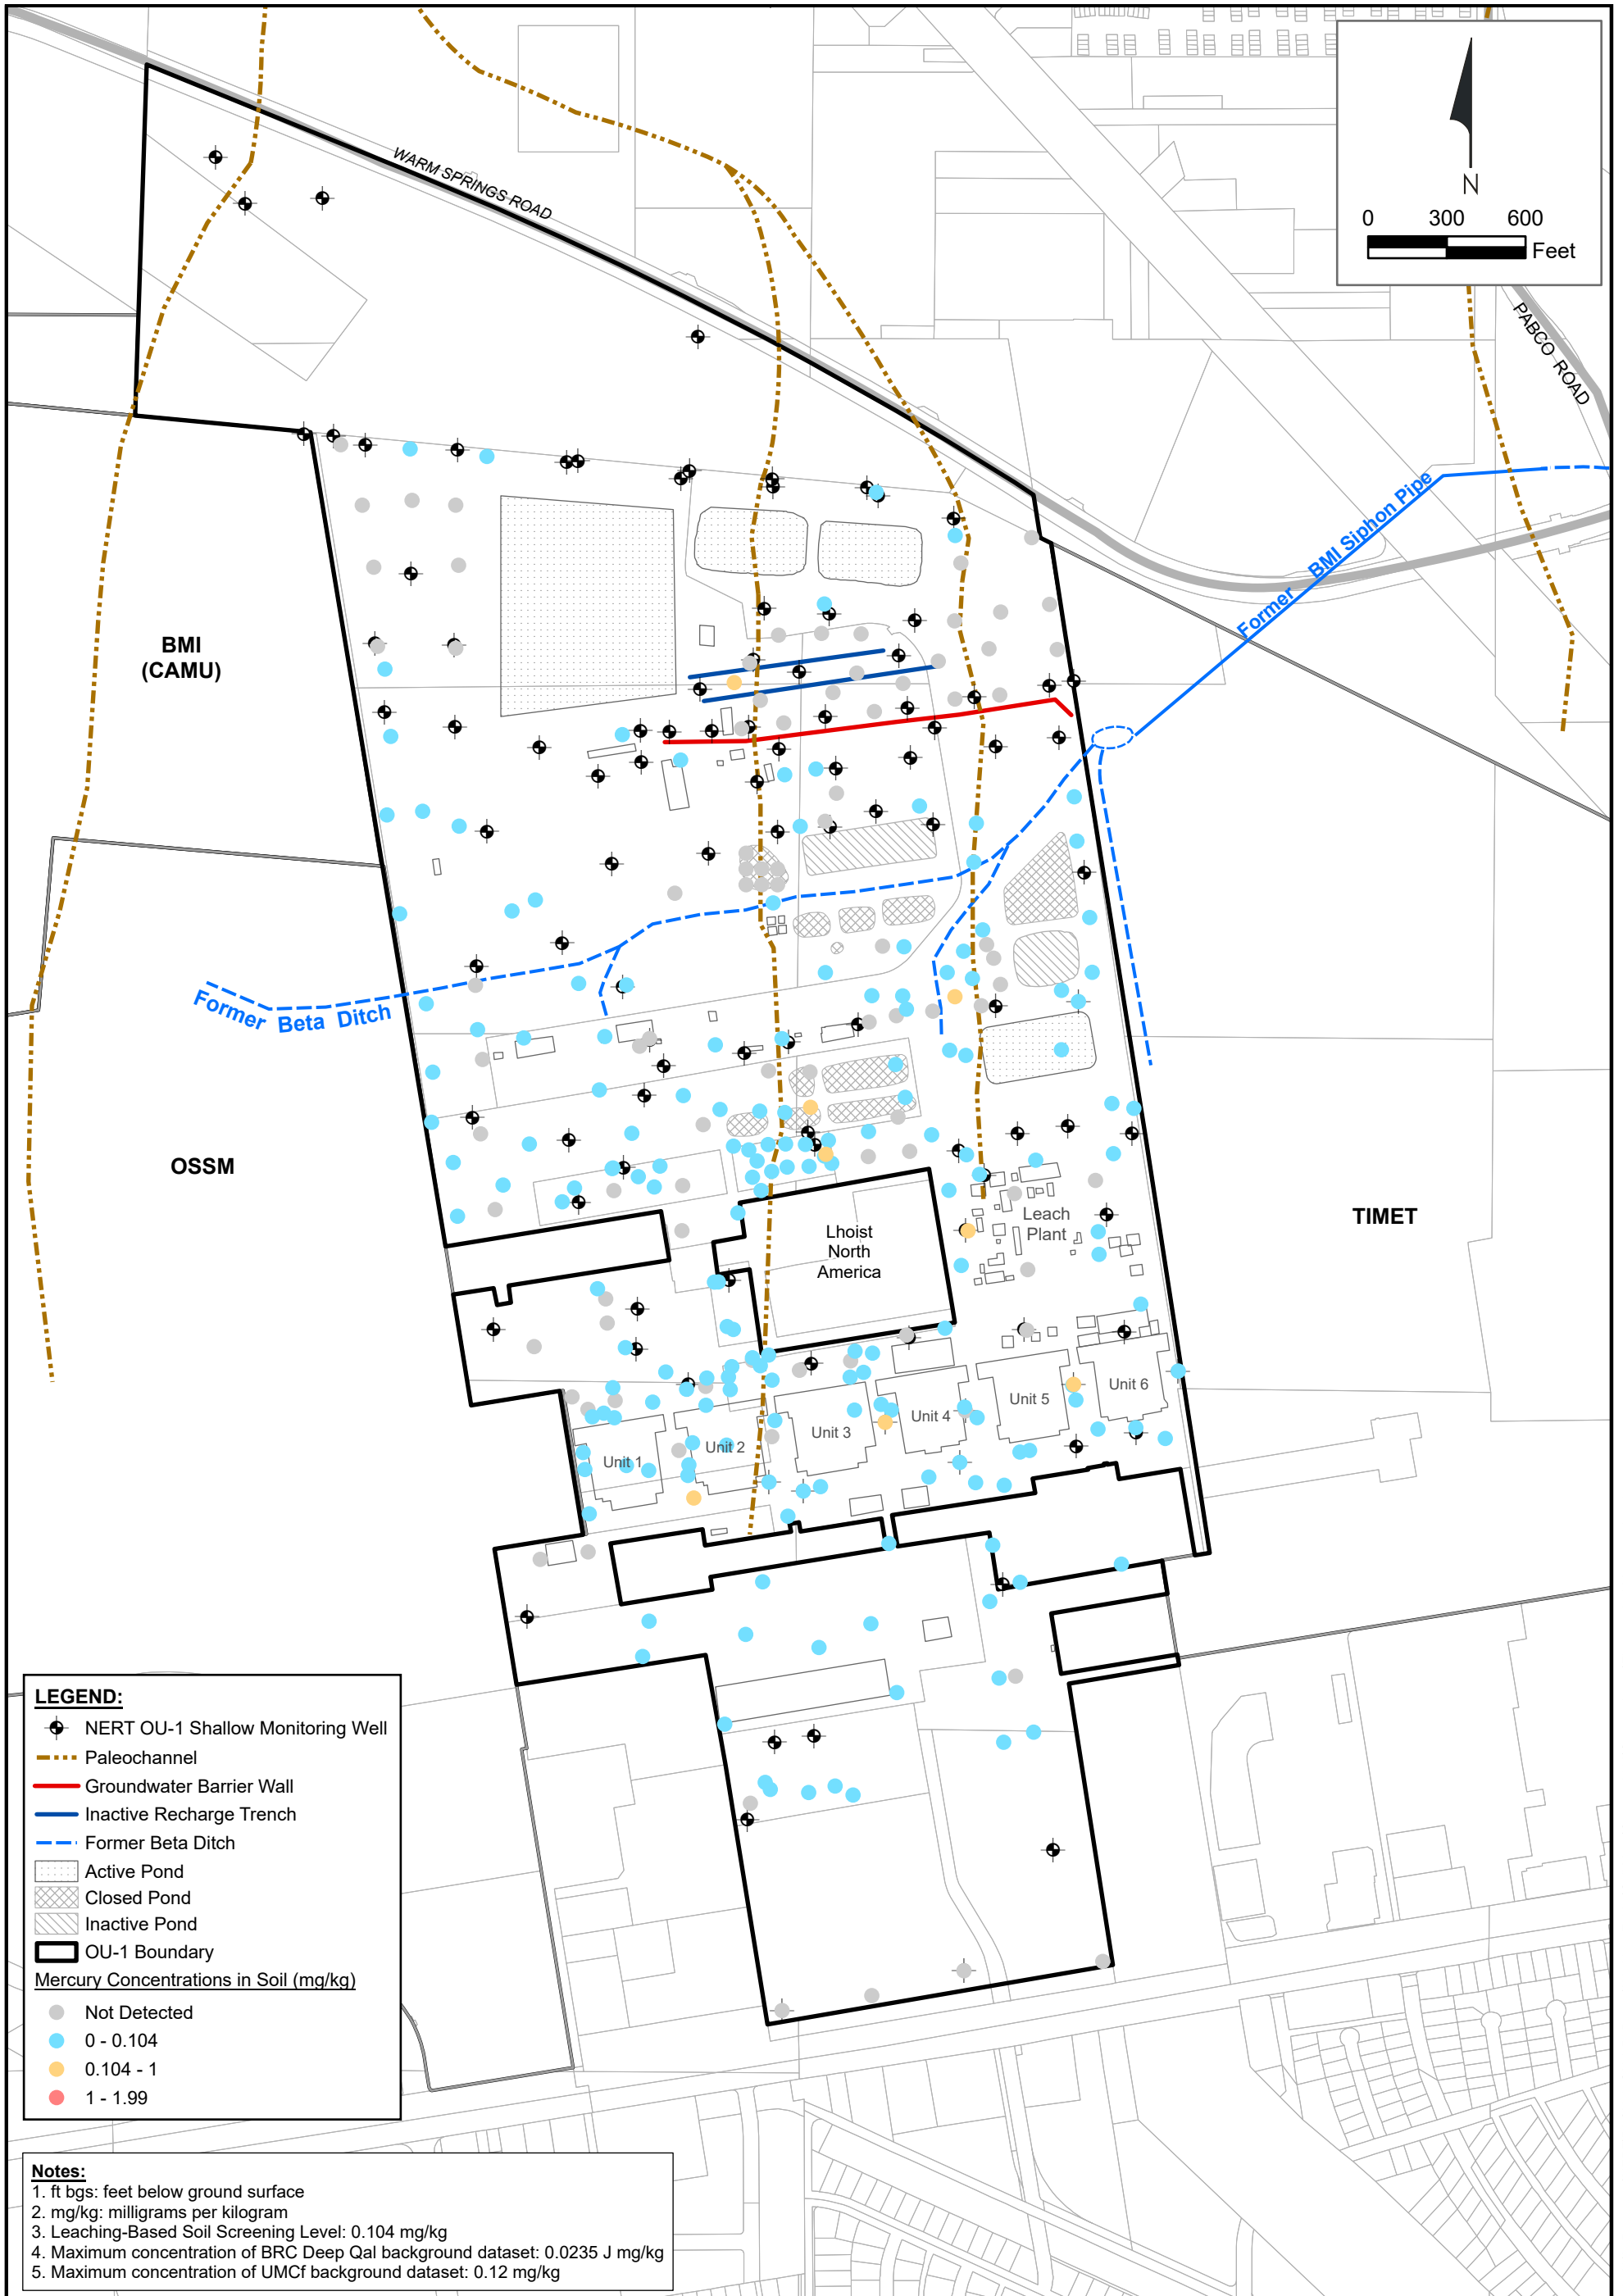 WARM SPRINGS ROAD
N
0 300 600
Feet
PABCO ROAD
Former BMI Siphon Pipe
BMI
(CAMU)
Former Beta Ditch
OSSM
TIMET
Lhoist
North
America
Leach
Plant
Unit 1
Unit 2
Unit 3
Unit 4
Unit 5
Unit 6
LEGEND:
NERT OU-1 Shallow Monitoring Well
Paleochannel
Groundwater Barrier Wall
Inactive Recharge Trench
Former Beta Ditch
Active Pond
Closed Pond
Inactive Pond
OU-1 Boundary
Mercury Concentrations in Soil (mg/kg)
Not Detected
0 - 0.104
0.104 - 1
1 - 1.99
Notes:
1. ft bgs: feet below ground surface
2. mg/kg: milligrams per kilogram
3. Leaching-Based Soil Screening Level: 0.104 mg/kg
4. Maximum concentration of BRC Deep Qal background dataset: 0.0235 J mg/kg
5. Maximum concentration of UMCf background dataset: 0.12 mg/kg